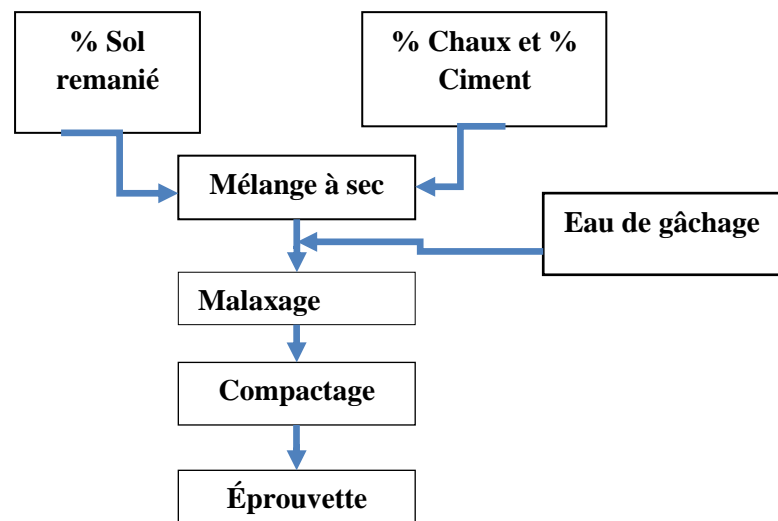 % Sol
remanié
% Chaux et %
Ciment
Mélange à sec
Eau de gâchage
Malaxage
Compactage
Éprouvette